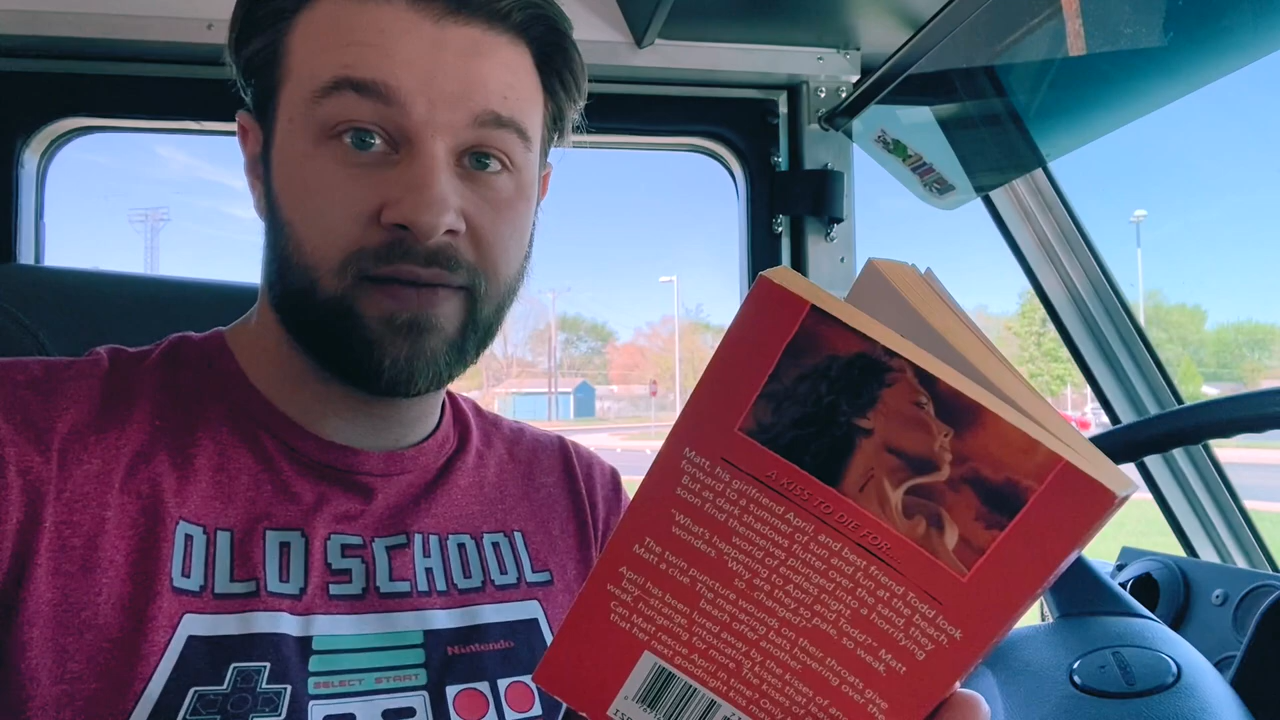 OLD SCHOOL
Nintendo
SELECT START
A KISS TO DIE FOR...
Matt, his girlfriend April, and best friend Todd look
forward to a summer of sun and fun at the beach.
But as dark shadows flutter over the sand, they
soon find themselves plunged into a horrifying
world of endless night.
"What's happening to April and Todd?" Matt
wonders. "Why are they so pale, so weak,
so...changed?"
The twin puncture wounds on their throats give
Matt a clue. The menacing bats hovering over the
beach offer another.
April has been lured away by the kisses of an
boy—strange, intoxicating kisses that leave
weak, hungering for more. The kisses of a
Can Matt rescue April in time? Only
that her next goodnight kiss may